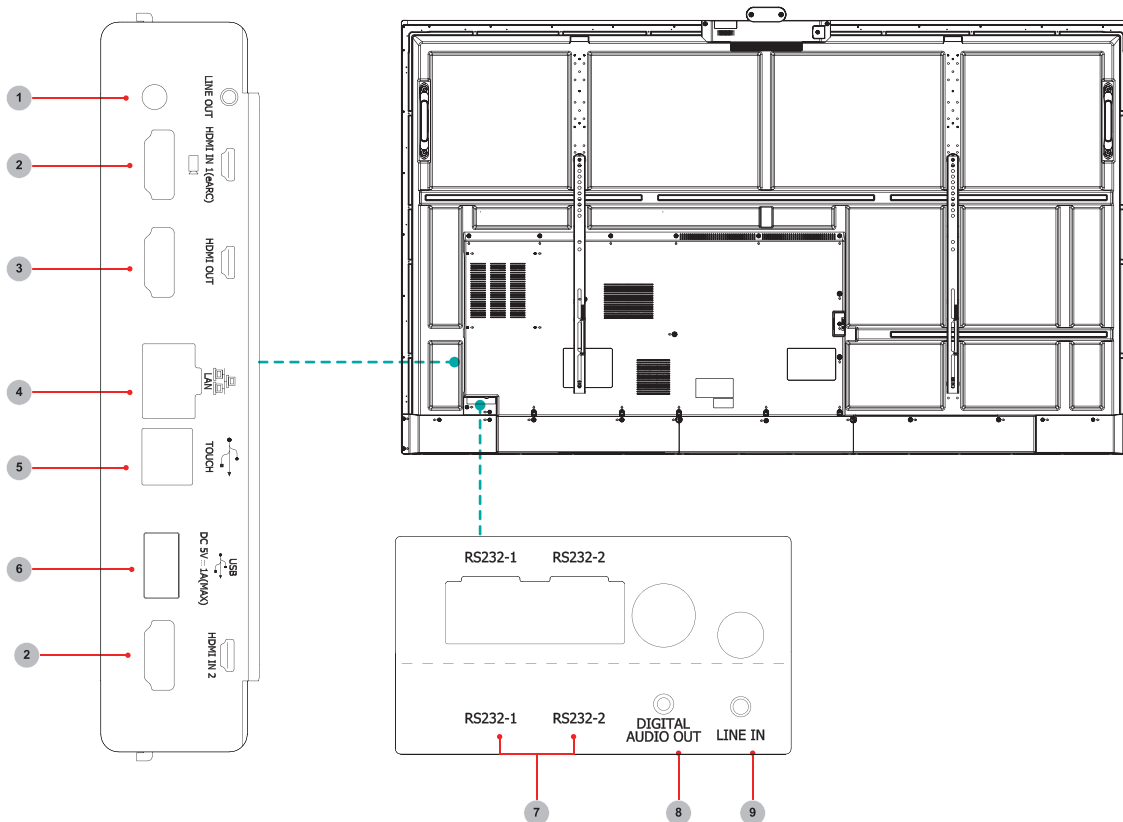 1
LINE OUT
2
HDMI IN 1(eARC)
3
HDMI OUT
4
LAN
5
TOUCH
6
USB
DC 5V⎓1A(MAX)
2
HDMI IN 2
RS232-1 RS232-2
RS232-1 RS232-2
DIGITAL
AUDIO OUT
LINE IN
7
8
9